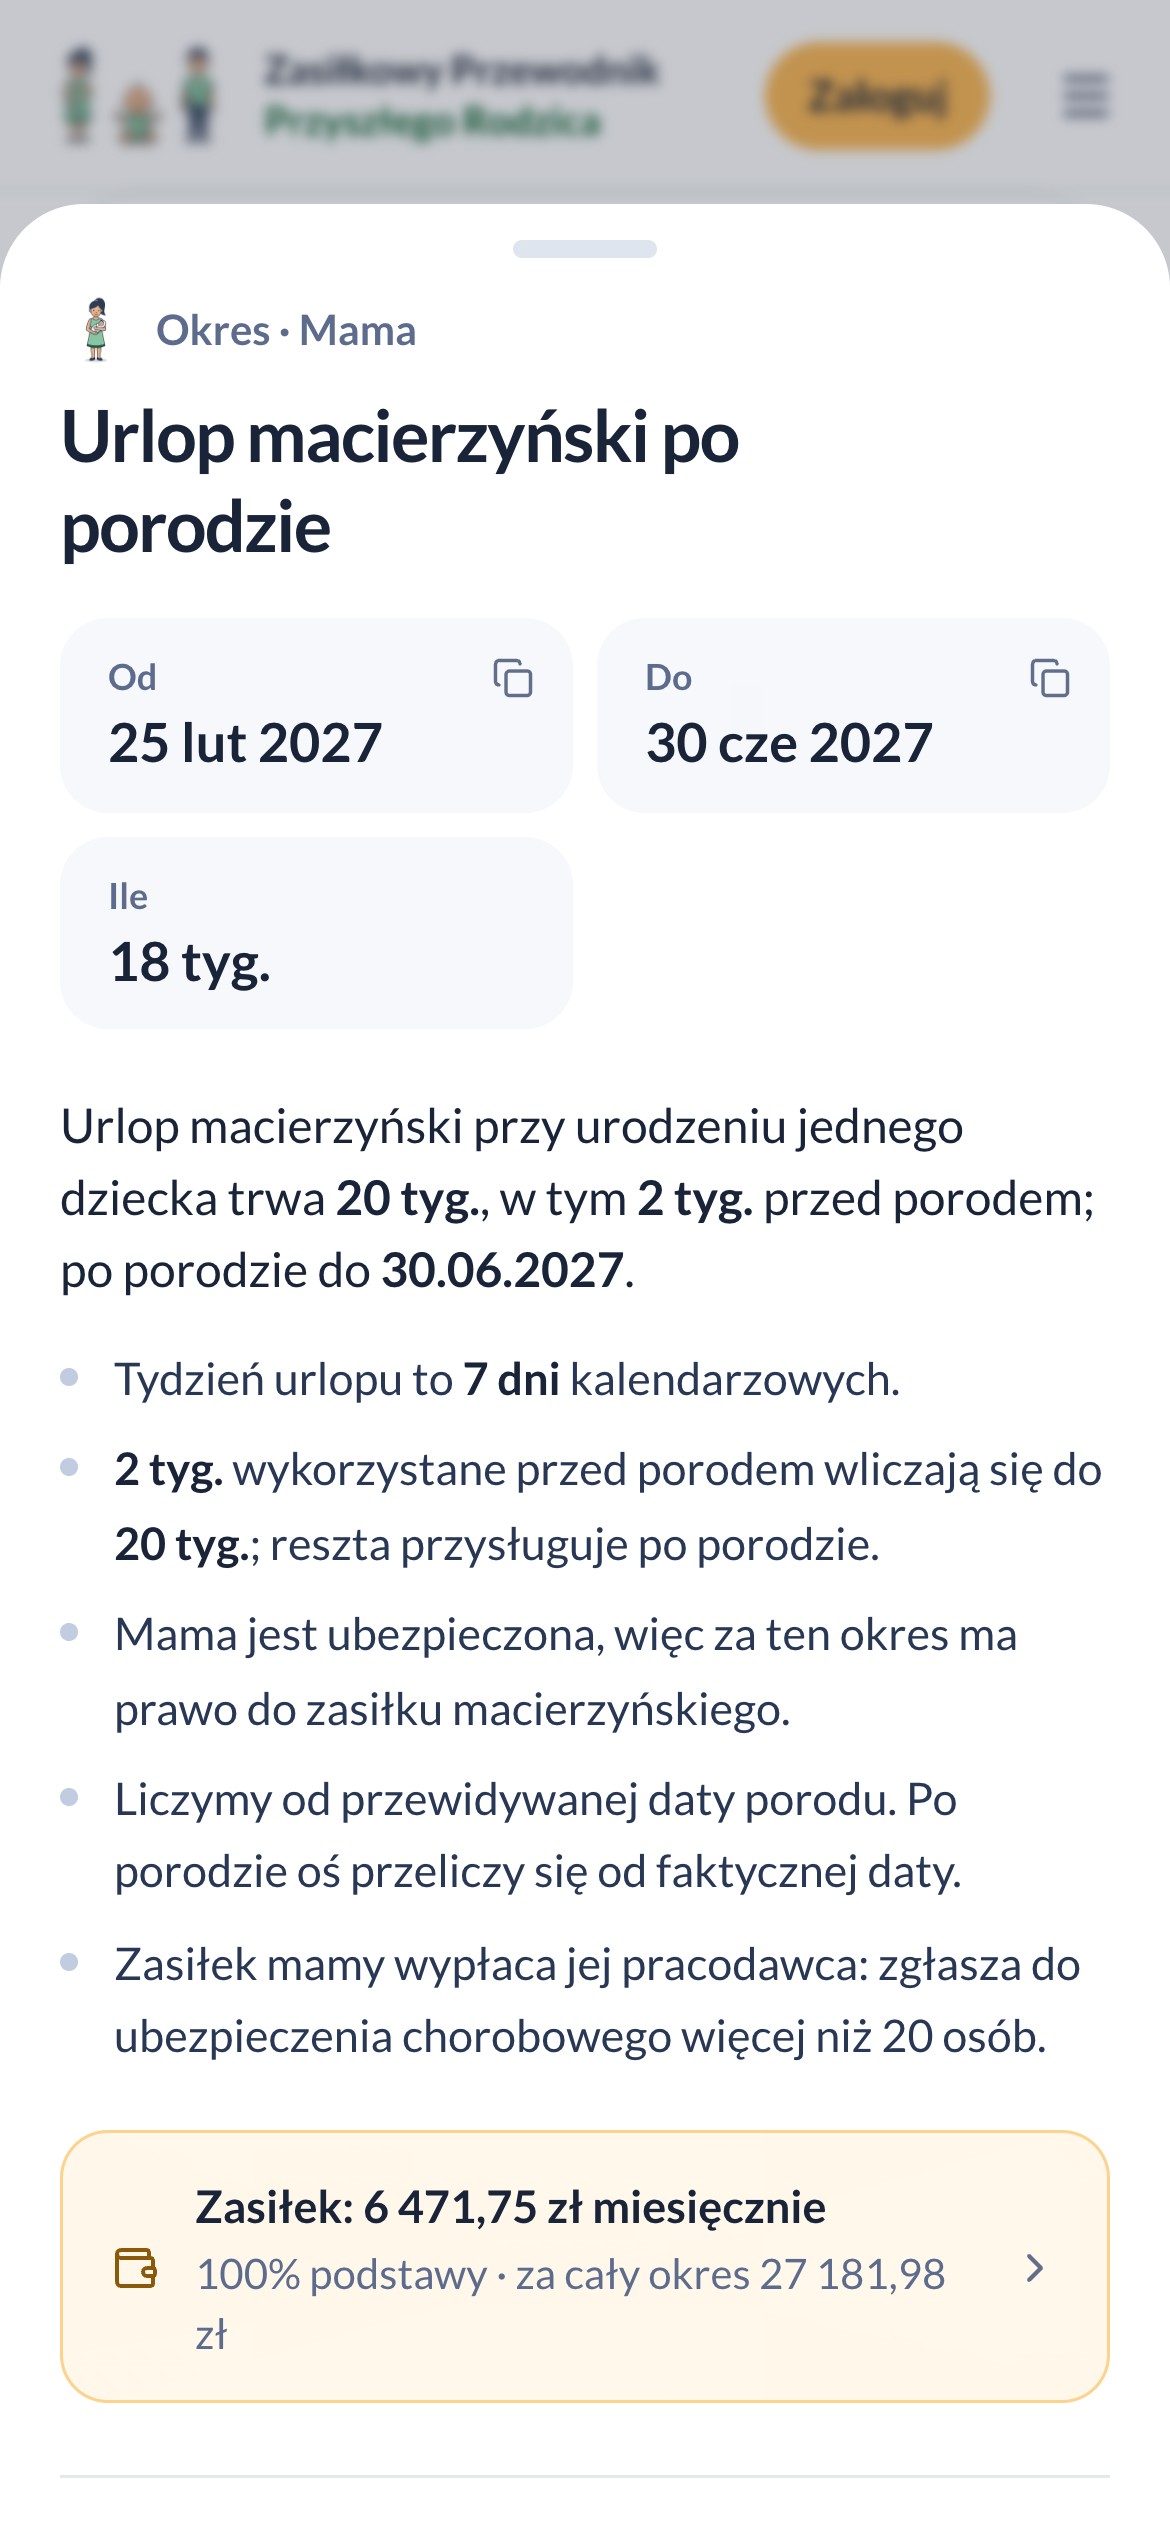 Zasiłkowy Przewodnik
Przyszłego Rodzica
Zaloguj
Okres · Mama
Urlop macierzyński po
porodzie
Od
25 lut 2027
Do
30 cze 2027
Ile
18 tyg.
Urlop macierzyński przy urodzeniu jednego
dziecka trwa 20 tyg., w tym 2 tyg. przed porodem;
po porodzie do 30.06.2027.
Tydzień urlopu to 7 dni kalendarzowych.
2 tyg. wykorzystane przed porodem wliczają się do
20 tyg.; reszta przysługuje po porodzie.
Mama jest ubezpieczona, więc za ten okres ma
prawo do zasiłku macierzyńskiego.
Liczymy od przewidywanej daty porodu. Po
porodzie oś przeliczy się od faktycznej daty.
Zasiłek mamy wypłaca jej pracodawca: zgłasza do
ubezpieczenia chorobowego więcej niż 20 osób.
Zasiłek: 6 471,75 zł miesięcznie
100% podstawy · za cały okres 27 181,98
zł